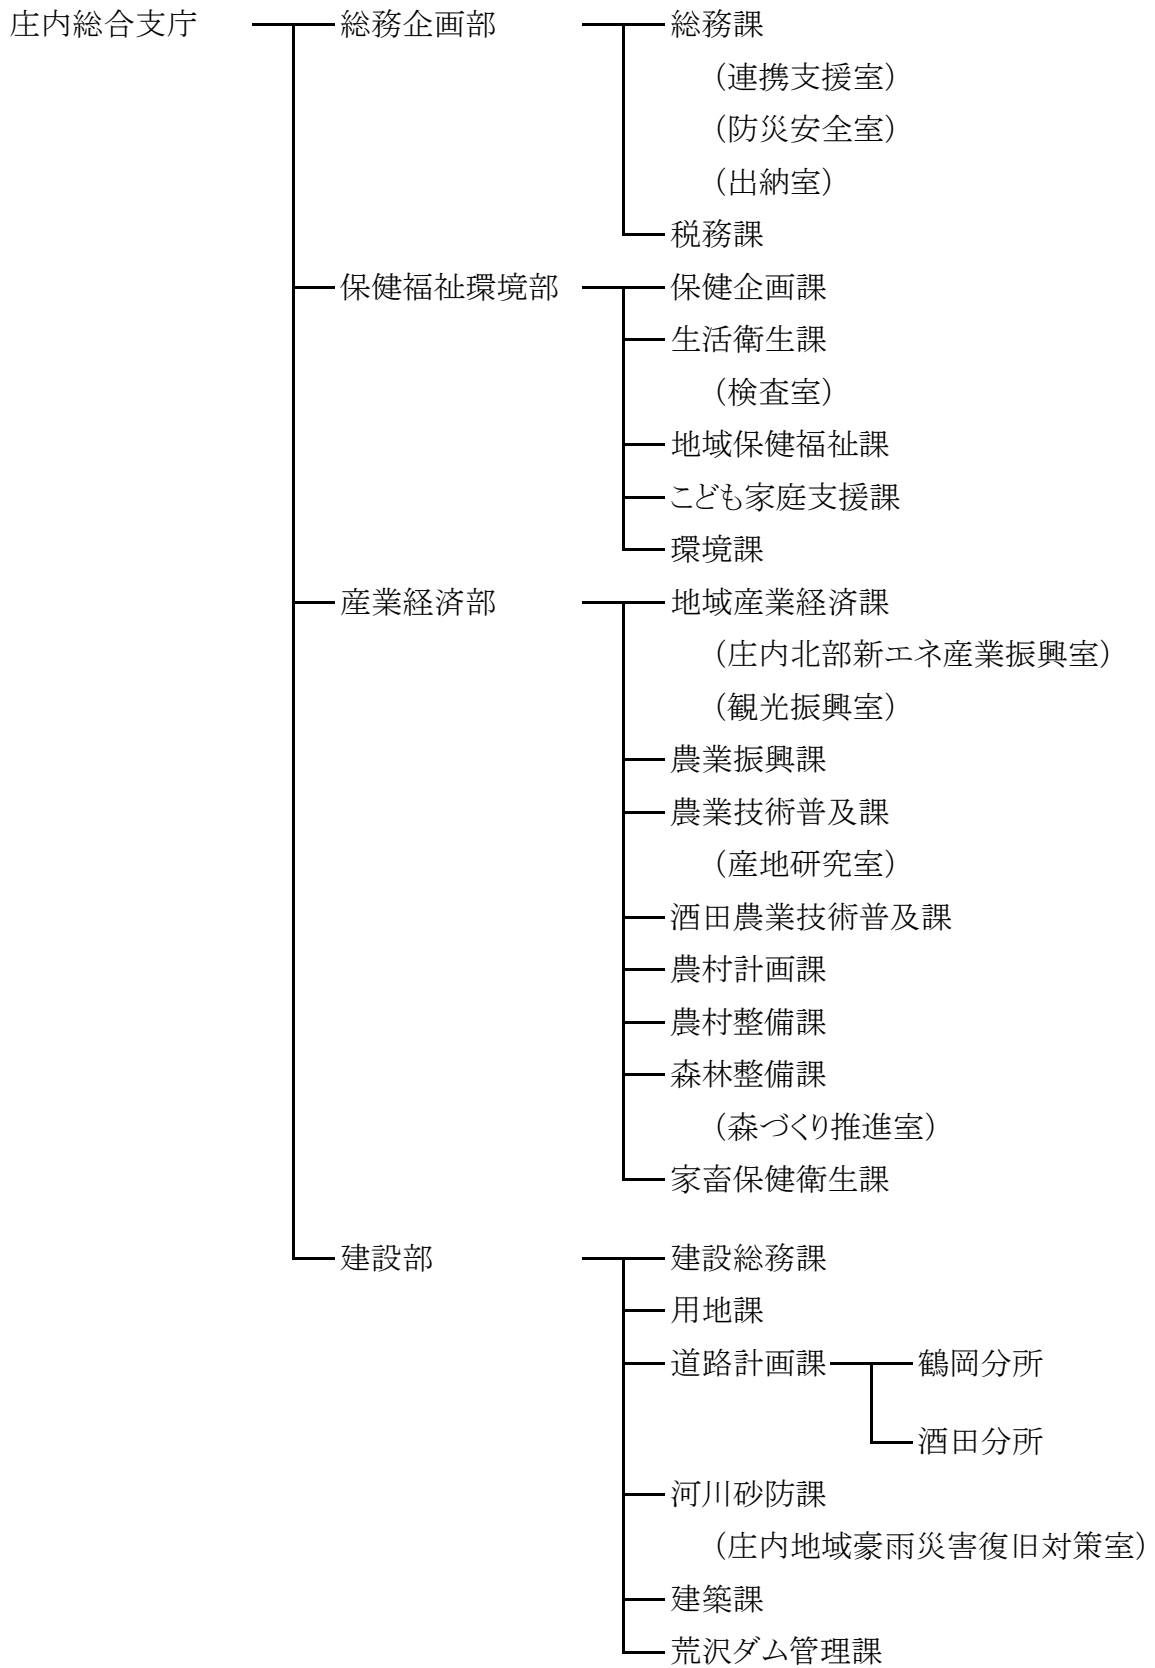 庄内総合支庁 総務企画部 総務課
（連携支援室）
（防災安全室）
（出納室）
税務課
保健福祉環境部 保健企画課
生活衛生課
（検査室）
地域保健福祉課
こども家庭支援課
環境課
産業経済部 地域産業経済課
（庄内北部新エネ産業振興室）
（観光振興室）
農業振興課
農業技術普及課
（産地研究室）
酒田農業技術普及課
農村計画課
農村整備課
森林整備課
（森づくり推進室）
家畜保健衛生課
建設部 建設総務課
用地課
道路計画課 鶴岡分所
酒田分所
河川砂防課
（庄内地域豪雨災害復旧対策室）
建築課
荒沢ダム管理課